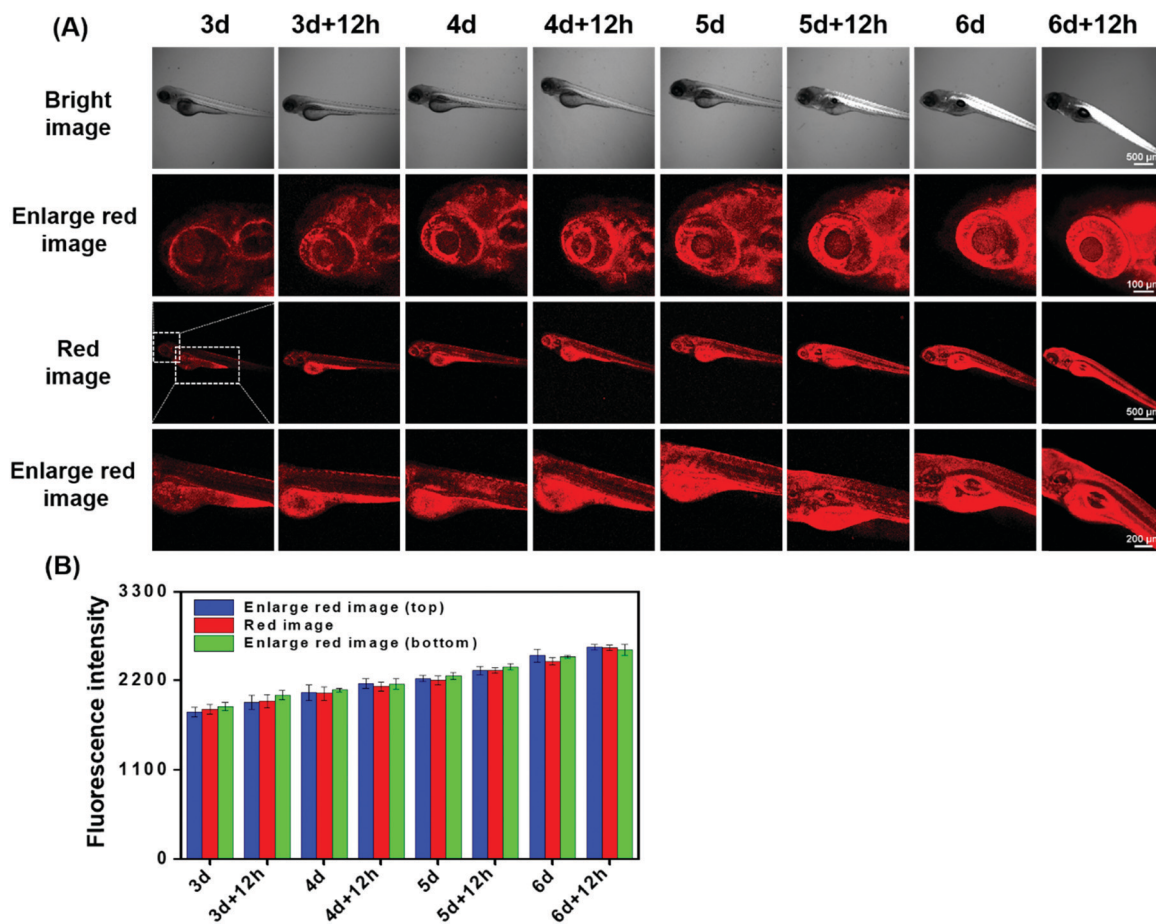 (A)
3d 3d+12h 4d 4d+12h 5d 5d+12h 6d 6d+12h
Bright
image
500 μm
Enlarge red
image
100 μm
Red
image
500 μm
Enlarge red
image
200 μm
(B)
Fluorescence intensity
3300
2200
1100
0
Enlarge red image (top)
Red image
Enlarge red image (bottom)
3d 3d+12h 4d 4d+12h 5d 5d+12h 6d 6d+12h